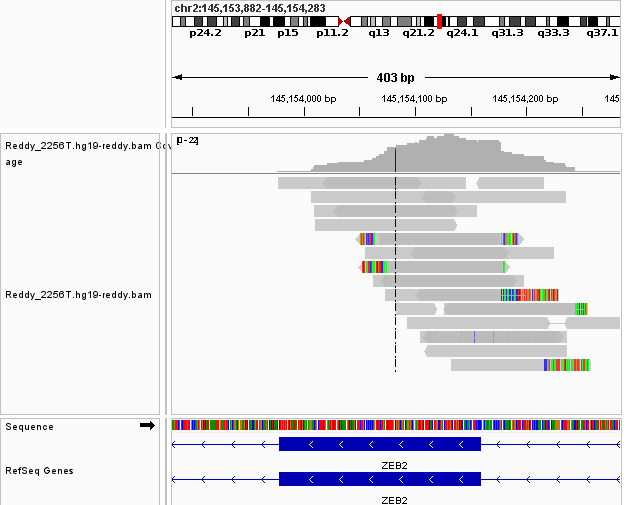 chr2:145,153,882-145,154,283
p24.2 p21 p15 p11.2 q13 q21.2 q24.1 q31.3 q33.3 q37.1
403 bp
145,154,000 bp 145,154,100 bp 145,154,200 bp 145
Reddy_2256T.hg19-reddy.bam Cov
age
[0-22]
Reddy_2256T.hg19-reddy.bam
Sequence
ZEB2
RefSeq Genes
ZEB2